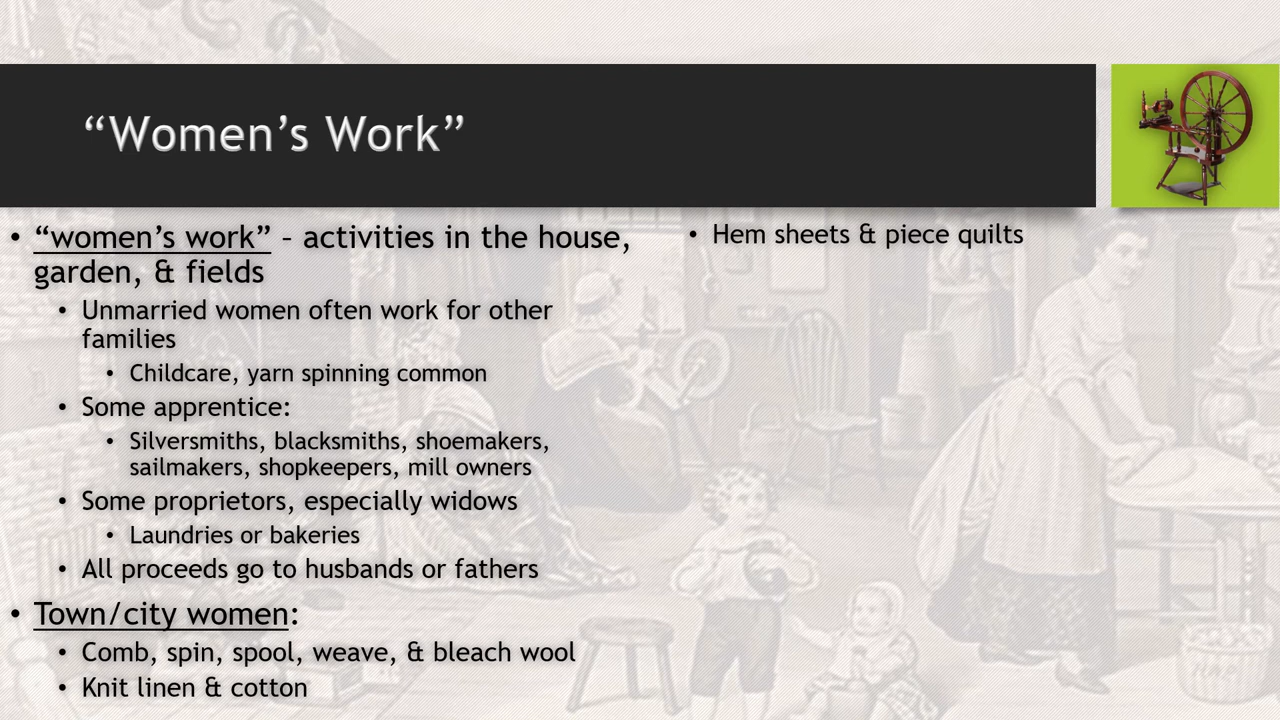 “Women’s Work”
• “women’s work” – activities in the house,
garden, & fields
• Unmarried women often work for other
families
• Childcare, yarn spinning common
• Some apprentice:
• Silversmiths, blacksmiths, shoemakers,
sailmakers, shopkeepers, mill owners
• Some proprietors, especially widows
• Laundries or bakeries
• All proceeds go to husbands or fathers
• Town/city women:
• Comb, spin, spool, weave, & bleach wool
• Knit linen & cotton
• Hem sheets & piece quilts